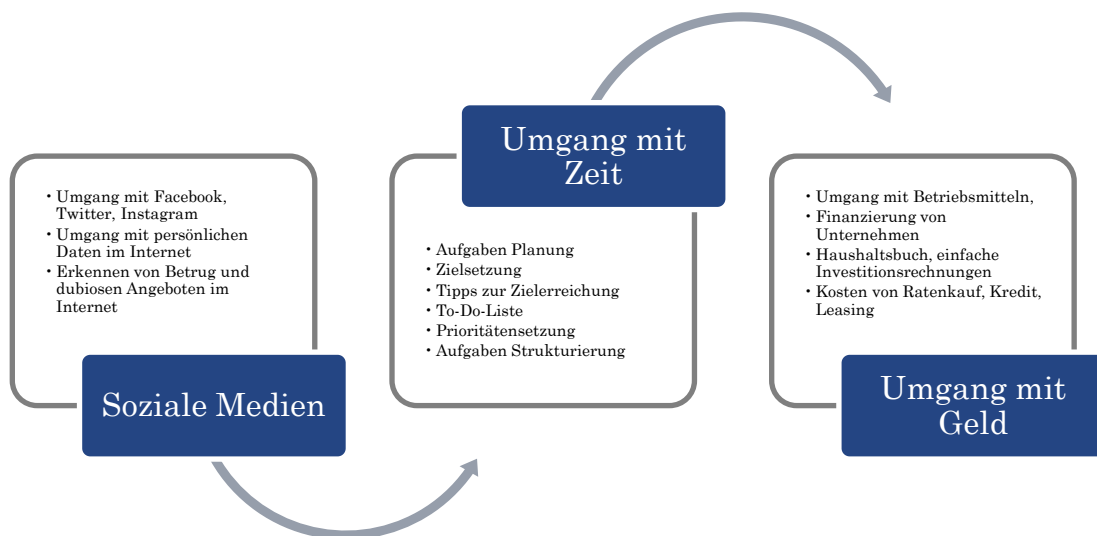 • Umgang mit Facebook,
Twitter, Instagram
• Umgang mit persönlichen
Daten im Internet
• Erkennen von Betrug und
dubiosen Angeboten im
Internet
Soziale Medien
Umgang mit
Zeit
• Aufgaben Planung
• Zielsetzung
• Tipps zur Zielerreichung
• To-Do-Liste
• Prioritätensetzung
• Aufgaben Strukturierung
• Umgang mit Betriebsmitteln,
• Finanzierung von
Unternehmen
• Haushaltsbuch, einfache
Investitionsrechnungen
• Kosten von Ratenkauf, Kredit,
Leasing
Umgang mit
Geld